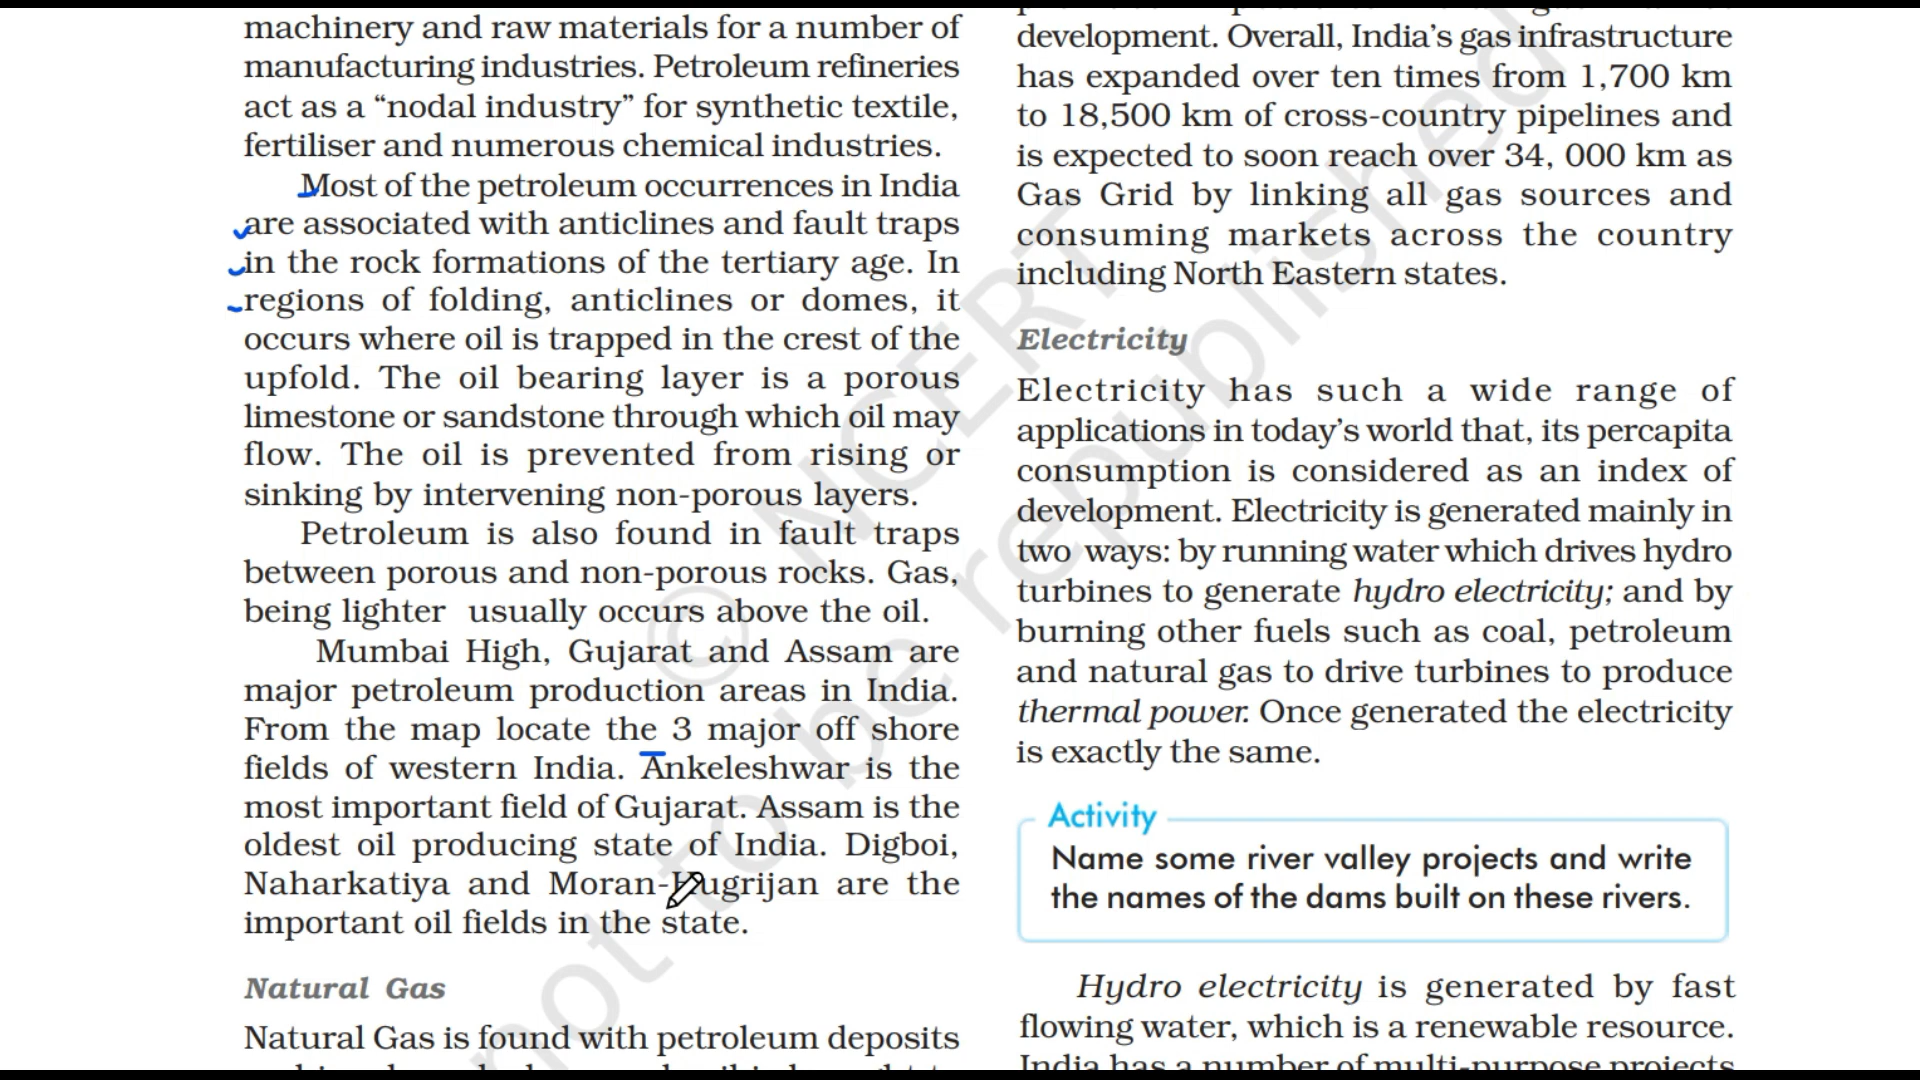 machinery and raw materials for a number of
manufacturing industries. Petroleum refineries
act as a “nodal industry” for synthetic textile,
fertiliser and numerous chemical industries.
Most of the petroleum occurrences in India
are associated with anticlines and fault traps
in the rock formations of the tertiary age. In
regions of folding, anticlines or domes, it
occurs where oil is trapped in the crest of the
upfold. The oil bearing layer is a porous
limestone or sandstone through which oil may
flow. The oil is prevented from rising or
sinking by intervening non-porous layers.
Petroleum is also found in fault traps
between porous and non-porous rocks. Gas,
being lighter usually occurs above the oil.
Mumbai High, Gujarat and Assam are
major petroleum production areas in India.
From the map locate the 3 major off shore
fields of western India. Ankeleshwar is the
most important field of Gujarat. Assam is the
oldest oil producing state of India. Digboi,
Naharkatiya and Moran-Hugrijan are the
important oil fields in the state.
Natural Gas
Natural Gas is found with petroleum deposits
development. Overall, India’s gas infrastructure
has expanded over ten times from 1,700 km
to 18,500 km of cross-country pipelines and
is expected to soon reach over 34, 000 km as
Gas Grid by linking all gas sources and
consuming markets across the country
including North Eastern states.
Electricity
Electricity has such a wide range of
applications in today’s world that, its percapita
consumption is considered as an index of
development. Electricity is generated mainly in
two ways: by running water which drives hydro
turbines to generate hydro electricity; and by
burning other fuels such as coal, petroleum
and natural gas to drive turbines to produce
thermal power. Once generated the electricity
is exactly the same.
Activity
Name some river valley projects and write
the names of the dams built on these rivers.
Hydro electricity is generated by fast
flowing water, which is a renewable resource.
India has a number of multi-purpose projects
© NCERT
not to be republished